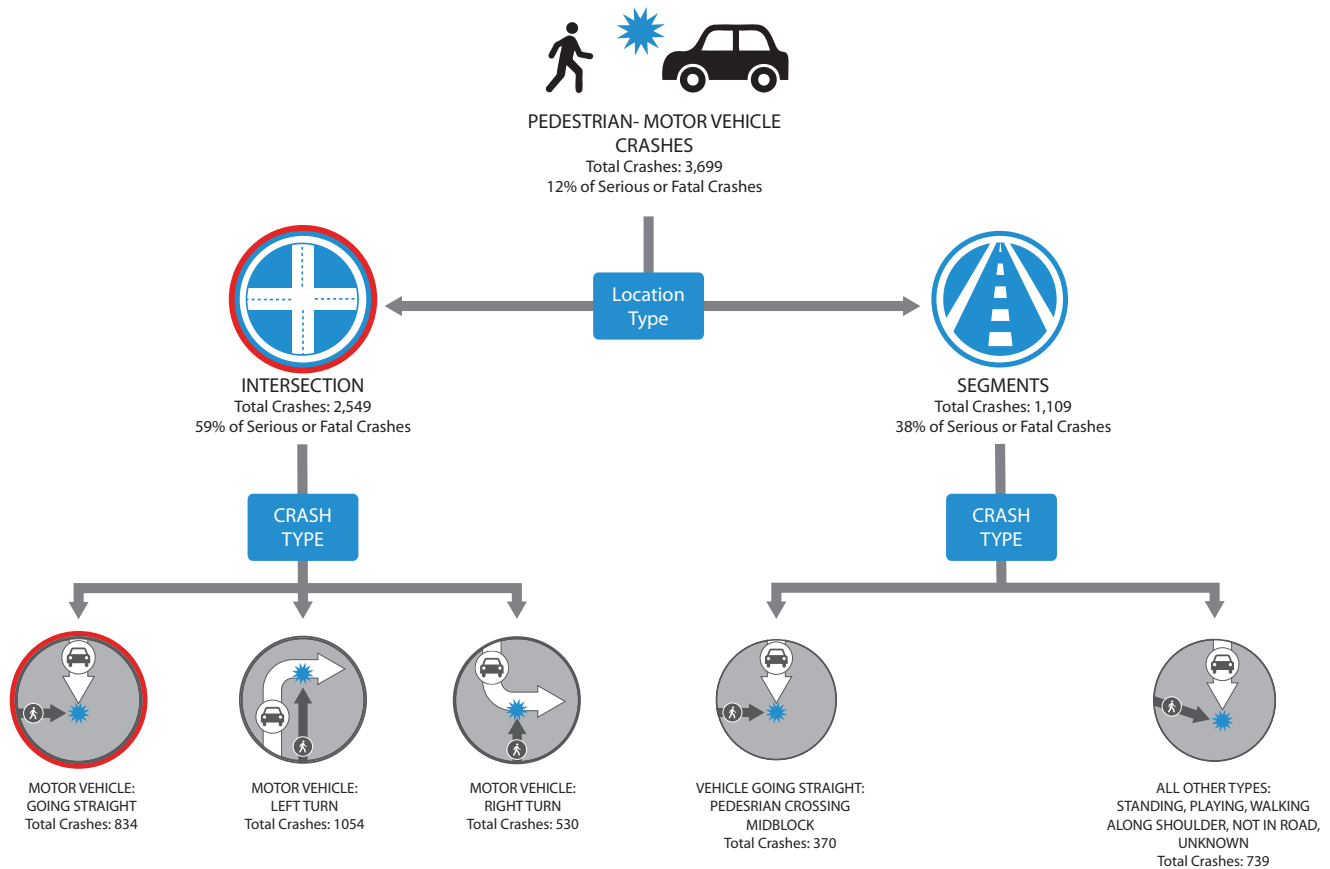 PEDESTRIAN- MOTOR VEHICLE
CRASHES
Total Crashes: 3,699
12% of Serious or Fatal Crashes
Location
Type
INTERSECTION
Total Crashes: 2,549
59% of Serious or Fatal Crashes
SEGMENTS
Total Crashes: 1,109
38% of Serious or Fatal Crashes
CRASH
TYPE
CRASH
TYPE
MOTOR VEHICLE:
GOING STRAIGHT
Total Crashes: 834
MOTOR VEHICLE:
LEFT TURN
Total Crashes: 1054
MOTOR VEHICLE:
RIGHT TURN
Total Crashes: 530
VEHICLE GOING STRAIGHT:
PEDESRIAN CROSSING
MIDBLOCK
Total Crashes: 370
ALL OTHER TYPES:
STANDING, PLAYING, WALKING
ALONG SHOULDER, NOT IN ROAD,
UNKNOWN
Total Crashes: 739